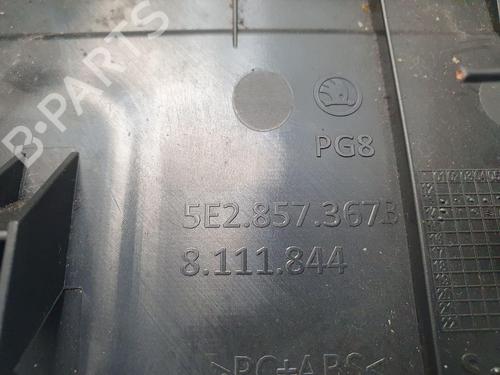 B-PARTS
PG8
5E2.857.367B
8.111.844
>PC+ABS<